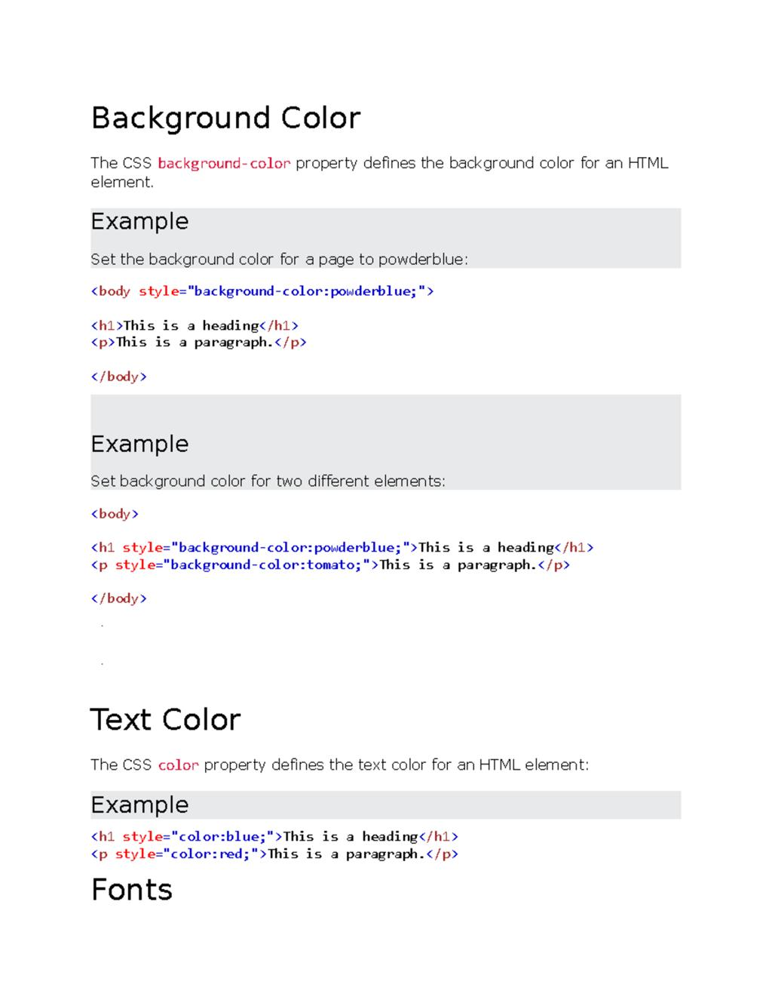 Background Color
The CSS background-color property defines the background color for an HTML
element.
Example
Set the background color for a page to powderblue:
<body style="background-color:powderblue;">
<h1>This is a heading</h1>
<p>This is a paragraph.</p>
</body>
Example
Set background color for two different elements:
<body>
<h1 style="background-color:powderblue;">This is a heading</h1>
<p style="background-color:tomato;">This is a paragraph.</p>
</body>
.
.
Text Color
The CSS color property defines the text color for an HTML element:
Example
<h1 style="color:blue;">This is a heading</h1>
<p style="color:red;">This is a paragraph.</p>
Fonts